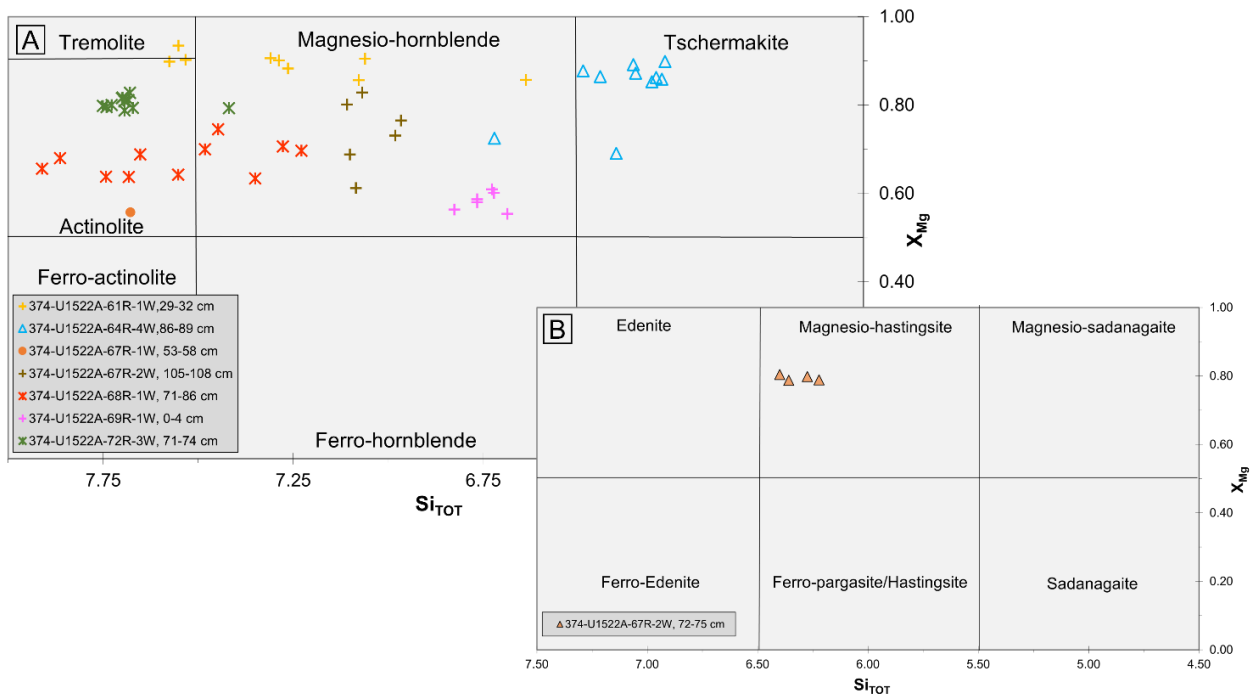 A
Tremolite
Magnesio-hornblende
Tschermakite
1.00
0.80
0.60
0.40
X Mg
Actinolite
Ferro-actinolite
374-U1522A-61R-1W,29-32 cm
374-U1522A-64R-4W,86-89 cm
374-U1522A-67R-1W, 53-58 cm
374-U1522A-67R-2W, 105-108 cm
374-U1522A-68R-1W, 71-86 cm
374-U1522A-69R-1W, 0-4 cm
374-U1522A-72R-3W, 71-74 cm
Ferro-hornblende
7.75
7.25
6.75
Si TOT
B
Edenite
Magnesio-hastingsite
Magnesio-sadanagaite
1.00
0.80
0.60
0.40
0.20
0.00
X Mg
Ferro-Edenite
Ferro-pargasite/Hastingsite
Sadanagaite
374-U1522A-67R-2W, 72-75 cm
7.50
7.00
6.50
6.00
5.50
5.00
4.50
Si TOT